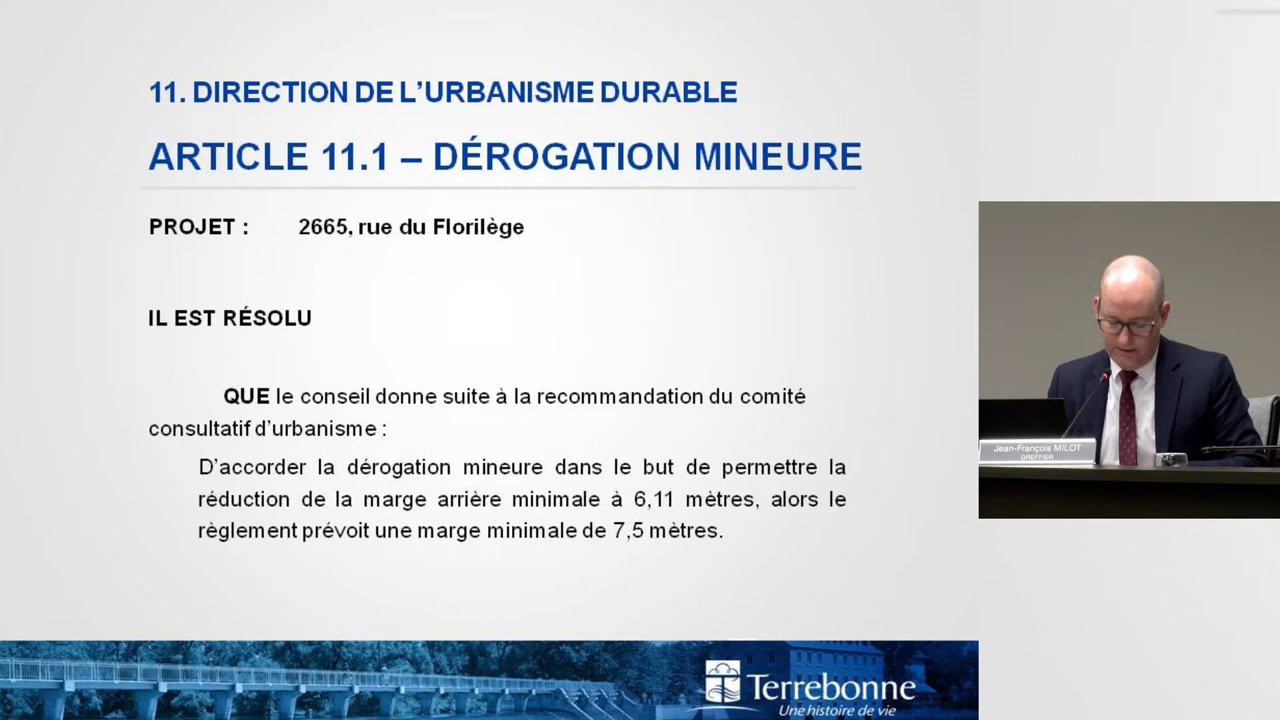 11. DIRECTION DE L’URBANISME DURABLE
ARTICLE 11.1 – DÉROGATION MINEURE
PROJET : 2665, rue du Florilège
IL EST RÉSOLU
QUE le conseil donne suite à la recommandation du comité
consultatif d’urbanisme :
D’accorder la dérogation mineure dans le but de permettre la
réduction de la marge arrière minimale à 6,11 mètres, alors le
règlement prévoit une marge minimale de 7,5 mètres.
Jean-François MILOT
GREFFIER
Terrebonne
Une histoire de vie